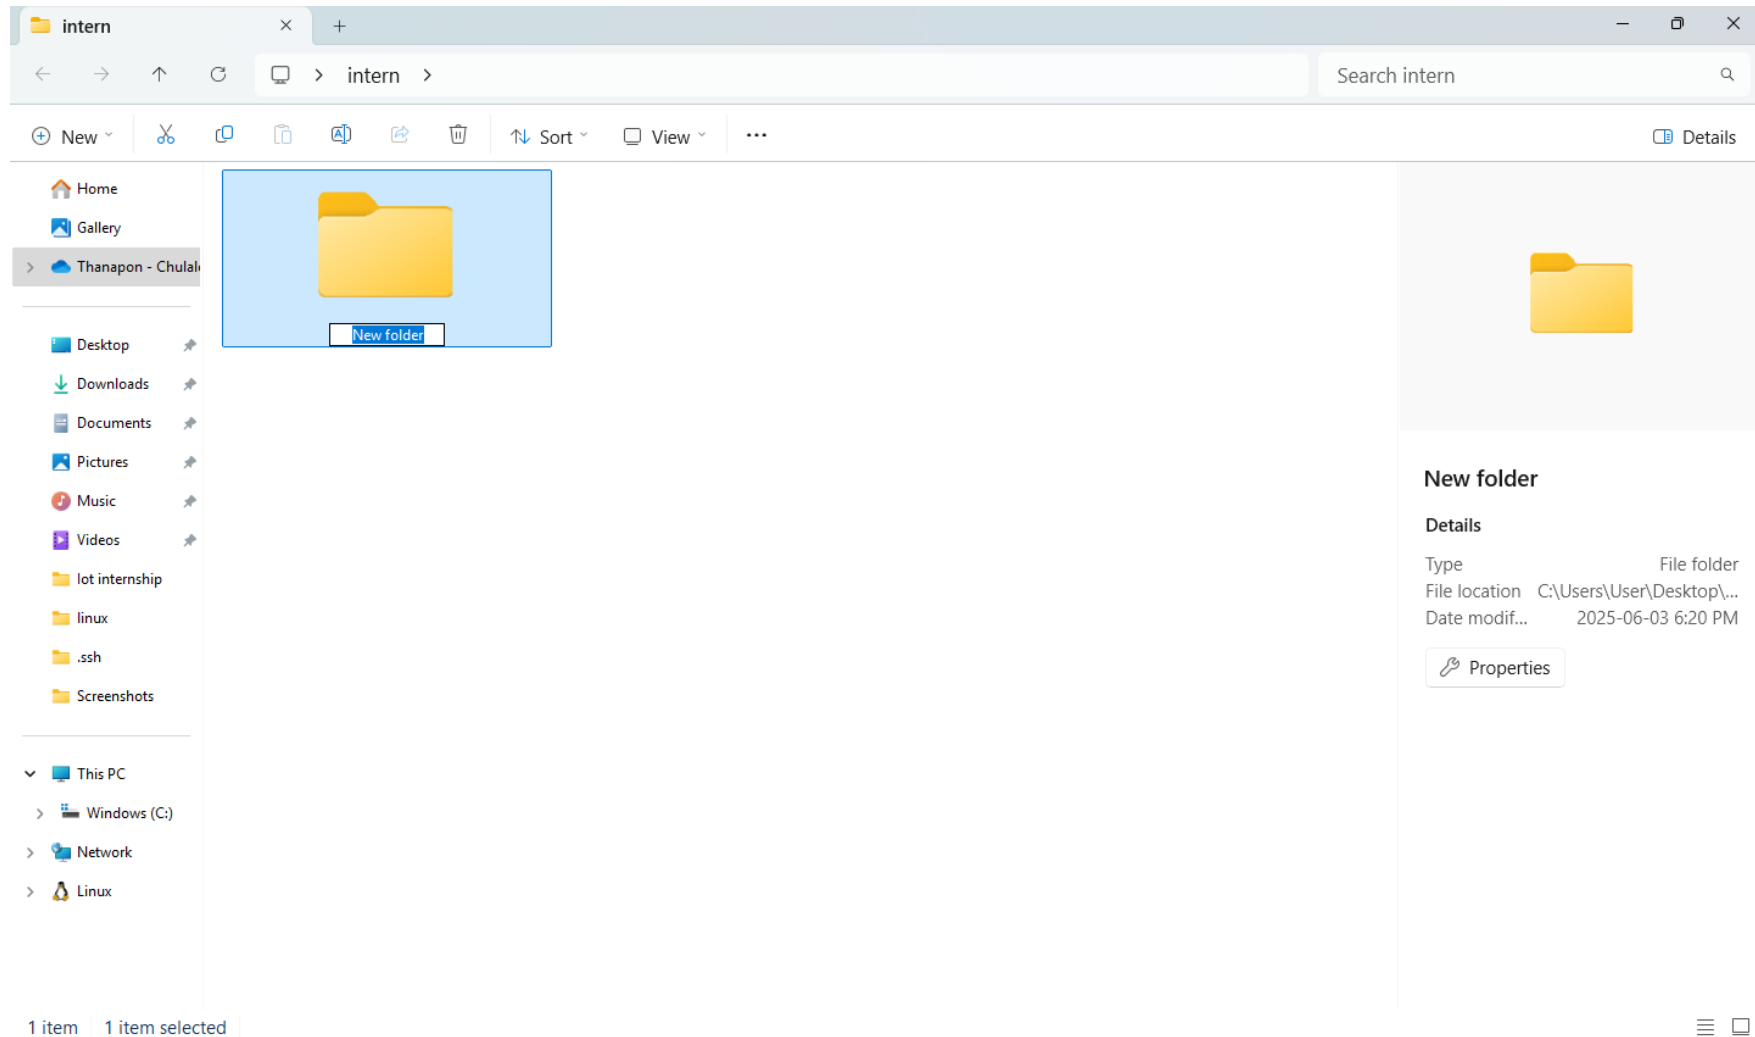 intern
intern
Search intern
New
Sort
View
Details
Home
Gallery
Thanapon - Chulal
Desktop
Downloads
Documents
Pictures
Music
Videos
Iot internship
linux
.ssh
Screenshots
This PC
Windows (C:)
Network
Linux
New folder
New folder
Details
Type File folder
File location C:\Users\User\Desktop\...
Date modif... 2025-06-03 6:20 PM
Properties
1 item 1 item selected